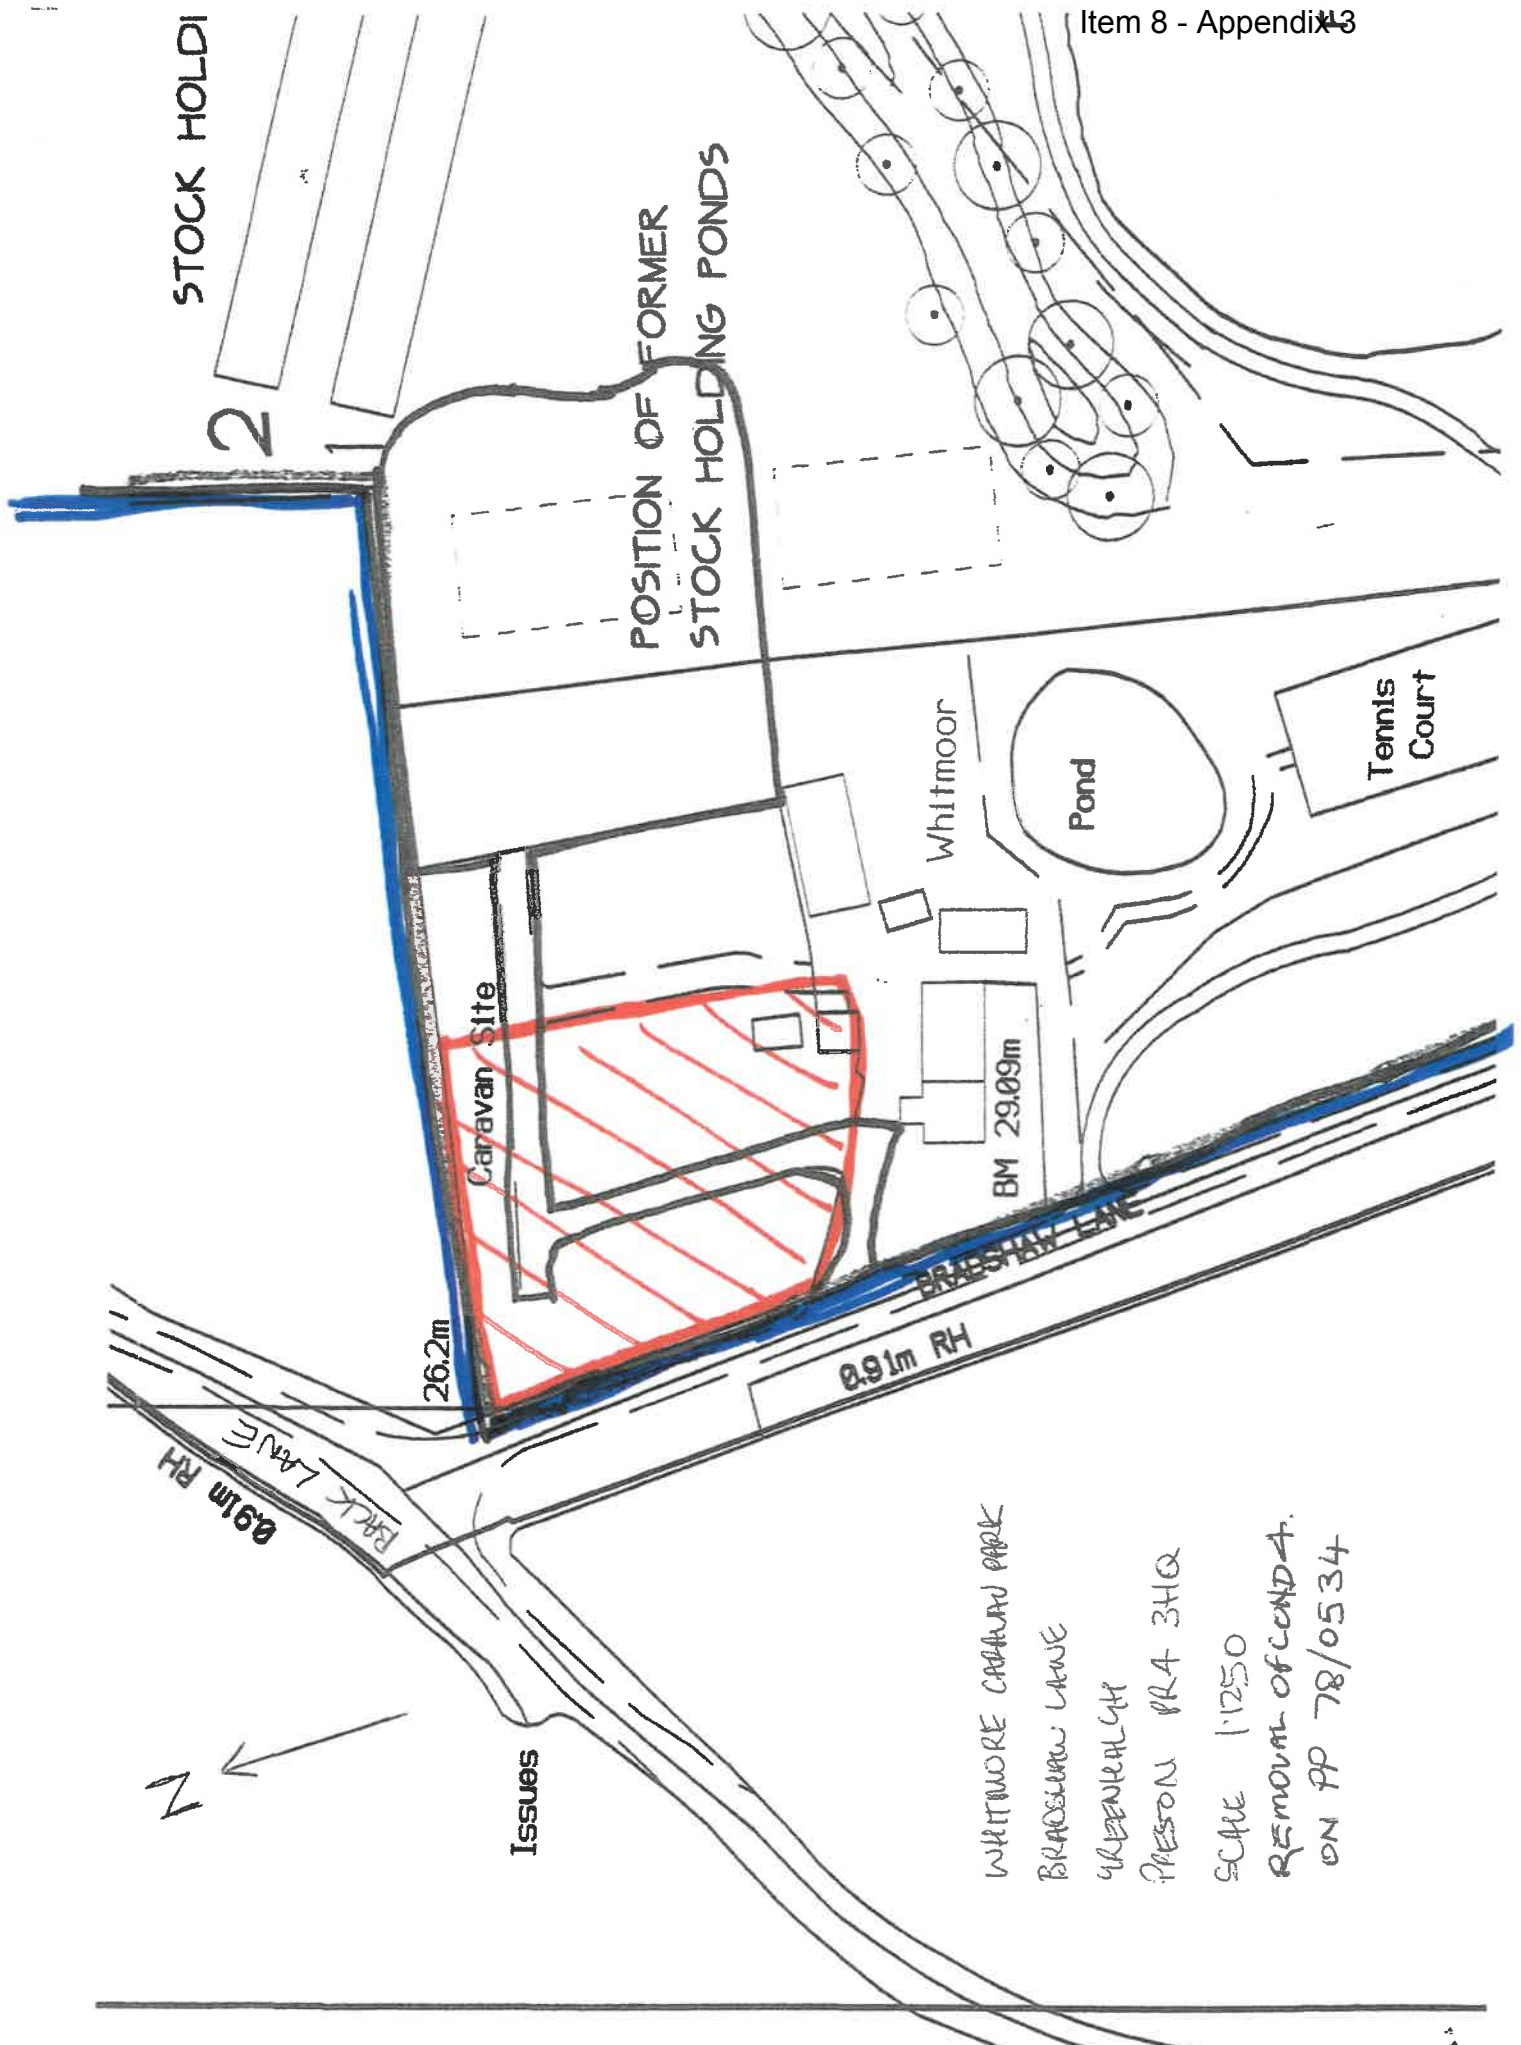 Item 8 - Appendix 3
STOCK HOLDI
2
1
POSITION OF FORMER
STOCK HOLDING PONDS
Whitmoor
Pond
Tennis
Court
Caravan Site
BM 29.09m
BRADSHAW LANE
26.2m
0.91m RH
0.91m RH
BACK LANE
N
Issues
WHITMORE CARAVAN PARK
BRADSHAW LANE
GREENHALGH
PRESTON PR4 3HQ
SCALE 1:1250
REMOVAL OF COND 4.
ON PP 78/0534